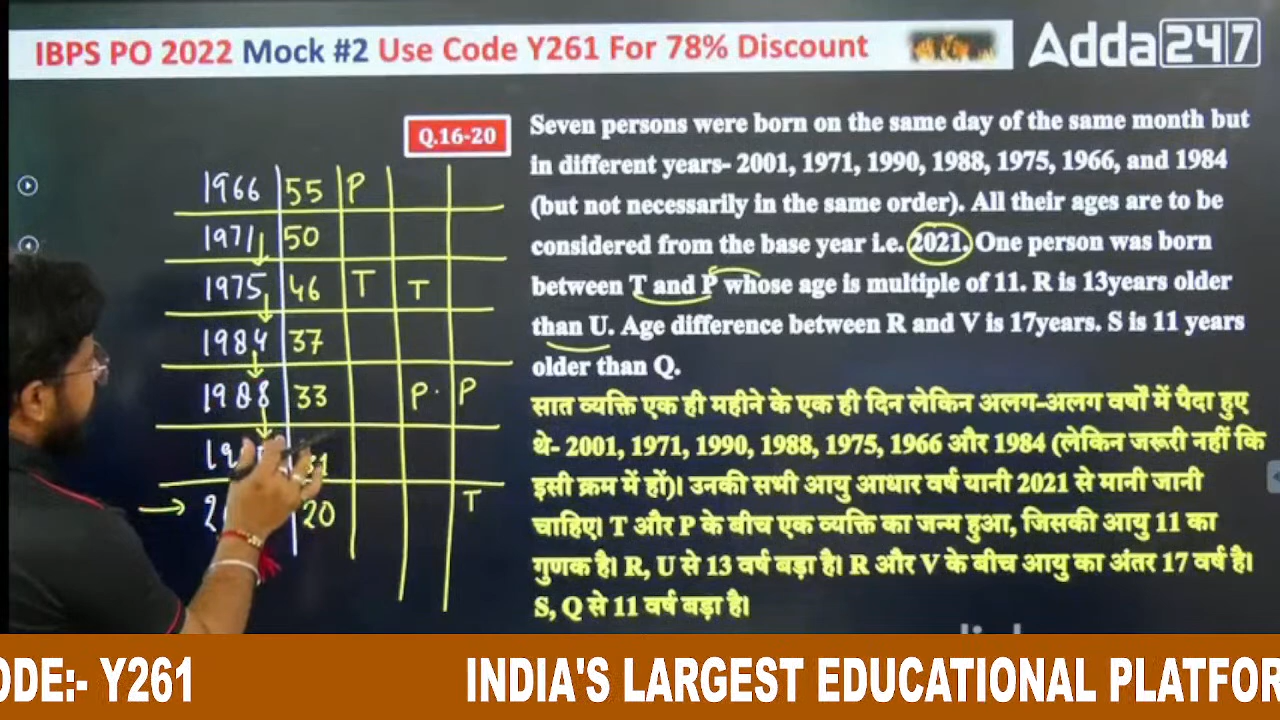 IBPS PO 2022 Mock #2 Use Code Y261 For 78% Discount
Adda247
Q.16-20
Seven persons were born on the same day of the same month but
in different years- 2001, 1971, 1990, 1988, 1975, 1966, and 1984
(but not necessarily in the same order). All their ages are to be
considered from the base year i.e. 2021. One person was born
between T and P whose age is multiple of 11. R is 13years older
than U. Age difference between R and V is 17years. S is 11 years
older than Q.
सात व्यक्ति एक ही महीने के एक ही दिन लेकिन अलग-अलग वर्षों में पैदा हुए
थे- 2001, 1971, 1990, 1988, 1975, 1966 और 1984 (लेकिन जरूरी नहीं कि
इसी क्रम में हों)। उनकी सभी आयु आधार वर्ष यानी 2021 से मानी जानी
चाहिए। T और P के बीच एक व्यक्ति का जन्म हुआ, जिसकी आयु 11 का
गुणक है। R, U से 13 वर्ष बड़ा है। R और V के बीच आयु का अंतर 17 वर्ष है।
S, Q से 11 वर्ष बड़ा है।
1966 55 P
1971 50
1975 46 T T
1984 37
1988 33 P. P
20 T
ODE:- Y261 INDIA'S LARGEST EDUCATIONAL PLATFOR